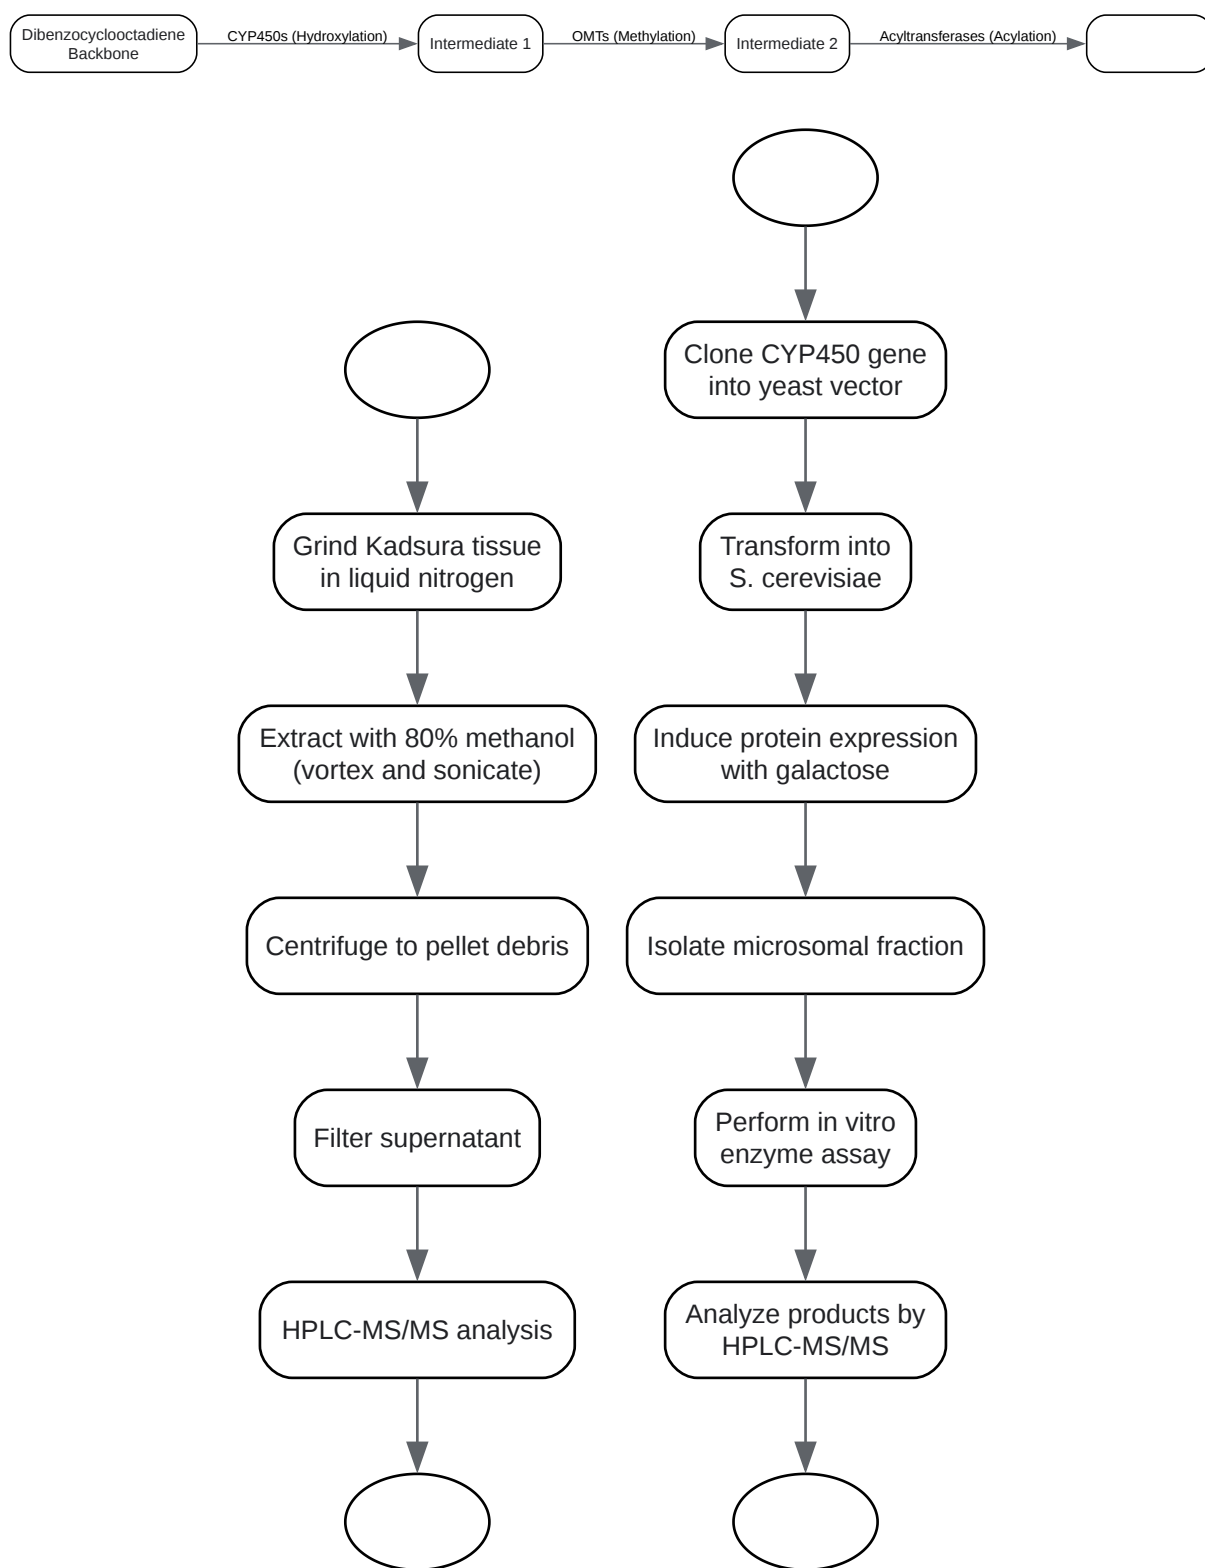 Dibenzocyclooctadiene
Backbone
CYP450s (Hydroxylation)
Intermediate 1
OMTs (Methylation)
Intermediate 2
Acyltransferases (Acylation)
Grind Kadsura tissue
in liquid nitrogen
Extract with 80% methanol
(vortex and sonicate)
Centrifuge to pellet debris
Filter supernatant
HPLC-MS/MS analysis
Clone CYP450 gene
into yeast vector
Transform into
S. cerevisiae
Induce protein expression
with galactose
Isolate microsomal fraction
Perform in vitro
enzyme assay
Analyze products by
HPLC-MS/MS